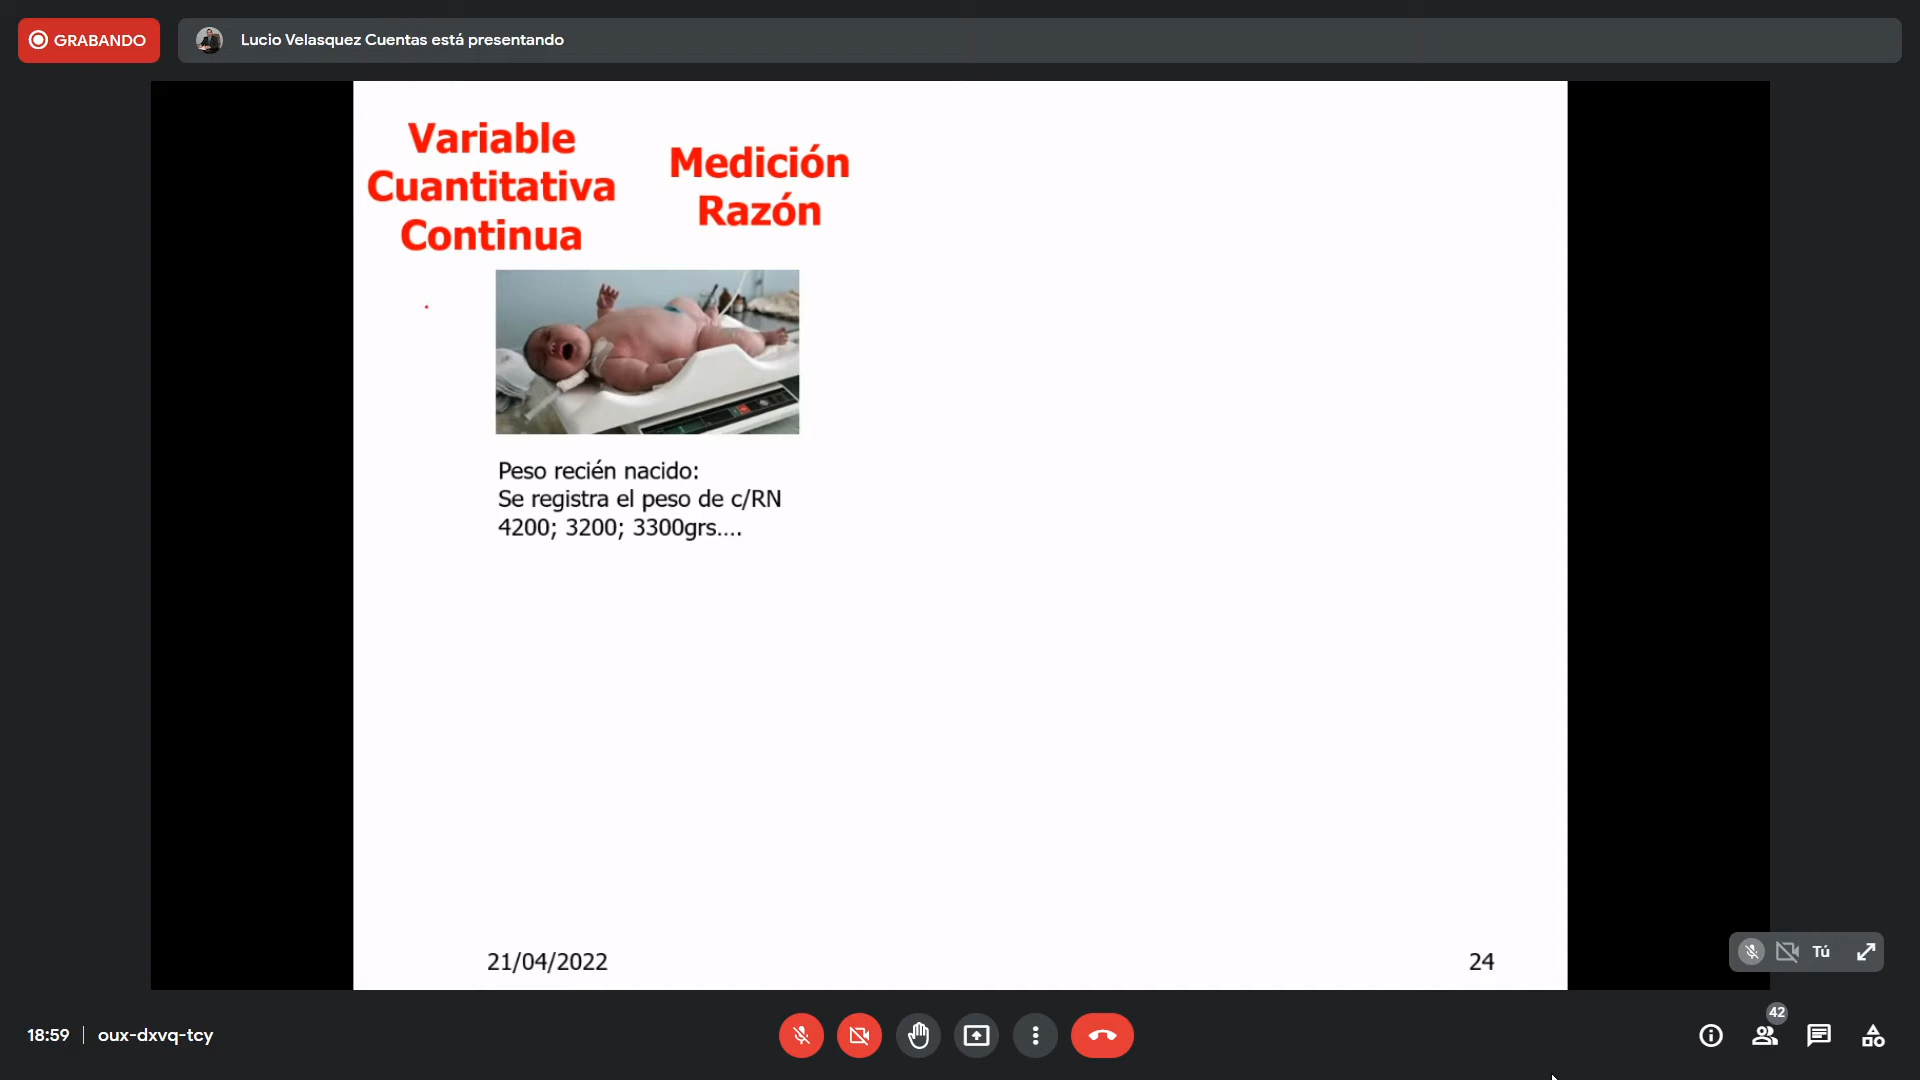 GRABANDO
Lucio Velasquez Cuentas está presentando
Variable
Cuantitativa
Continua
Medición
Razón
Peso recién nacido:
Se registra el peso de c/RN
4200; 3200; 3300grs....
21/04/2022
24
Tú
18:59 | oux-dxvq-tcy
42